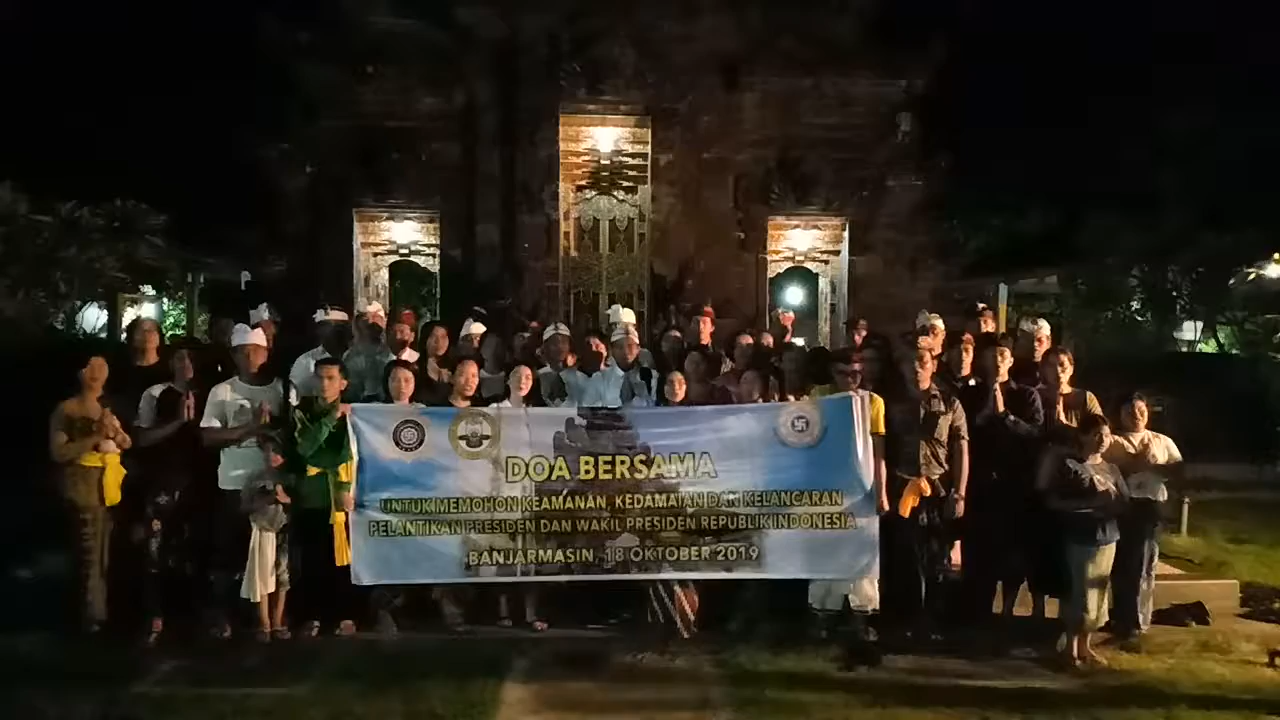 DOA BERSAMA
UNTUK MEMOHON KEAMANAN, KEDAMAIAN DAN KELANCARAN
PELANTIKAN PRESIDEN DAN WAKIL PRESIDEN REPUBLIK INDONESIA
BANJARMASIN, 18 OKTOBER 2019